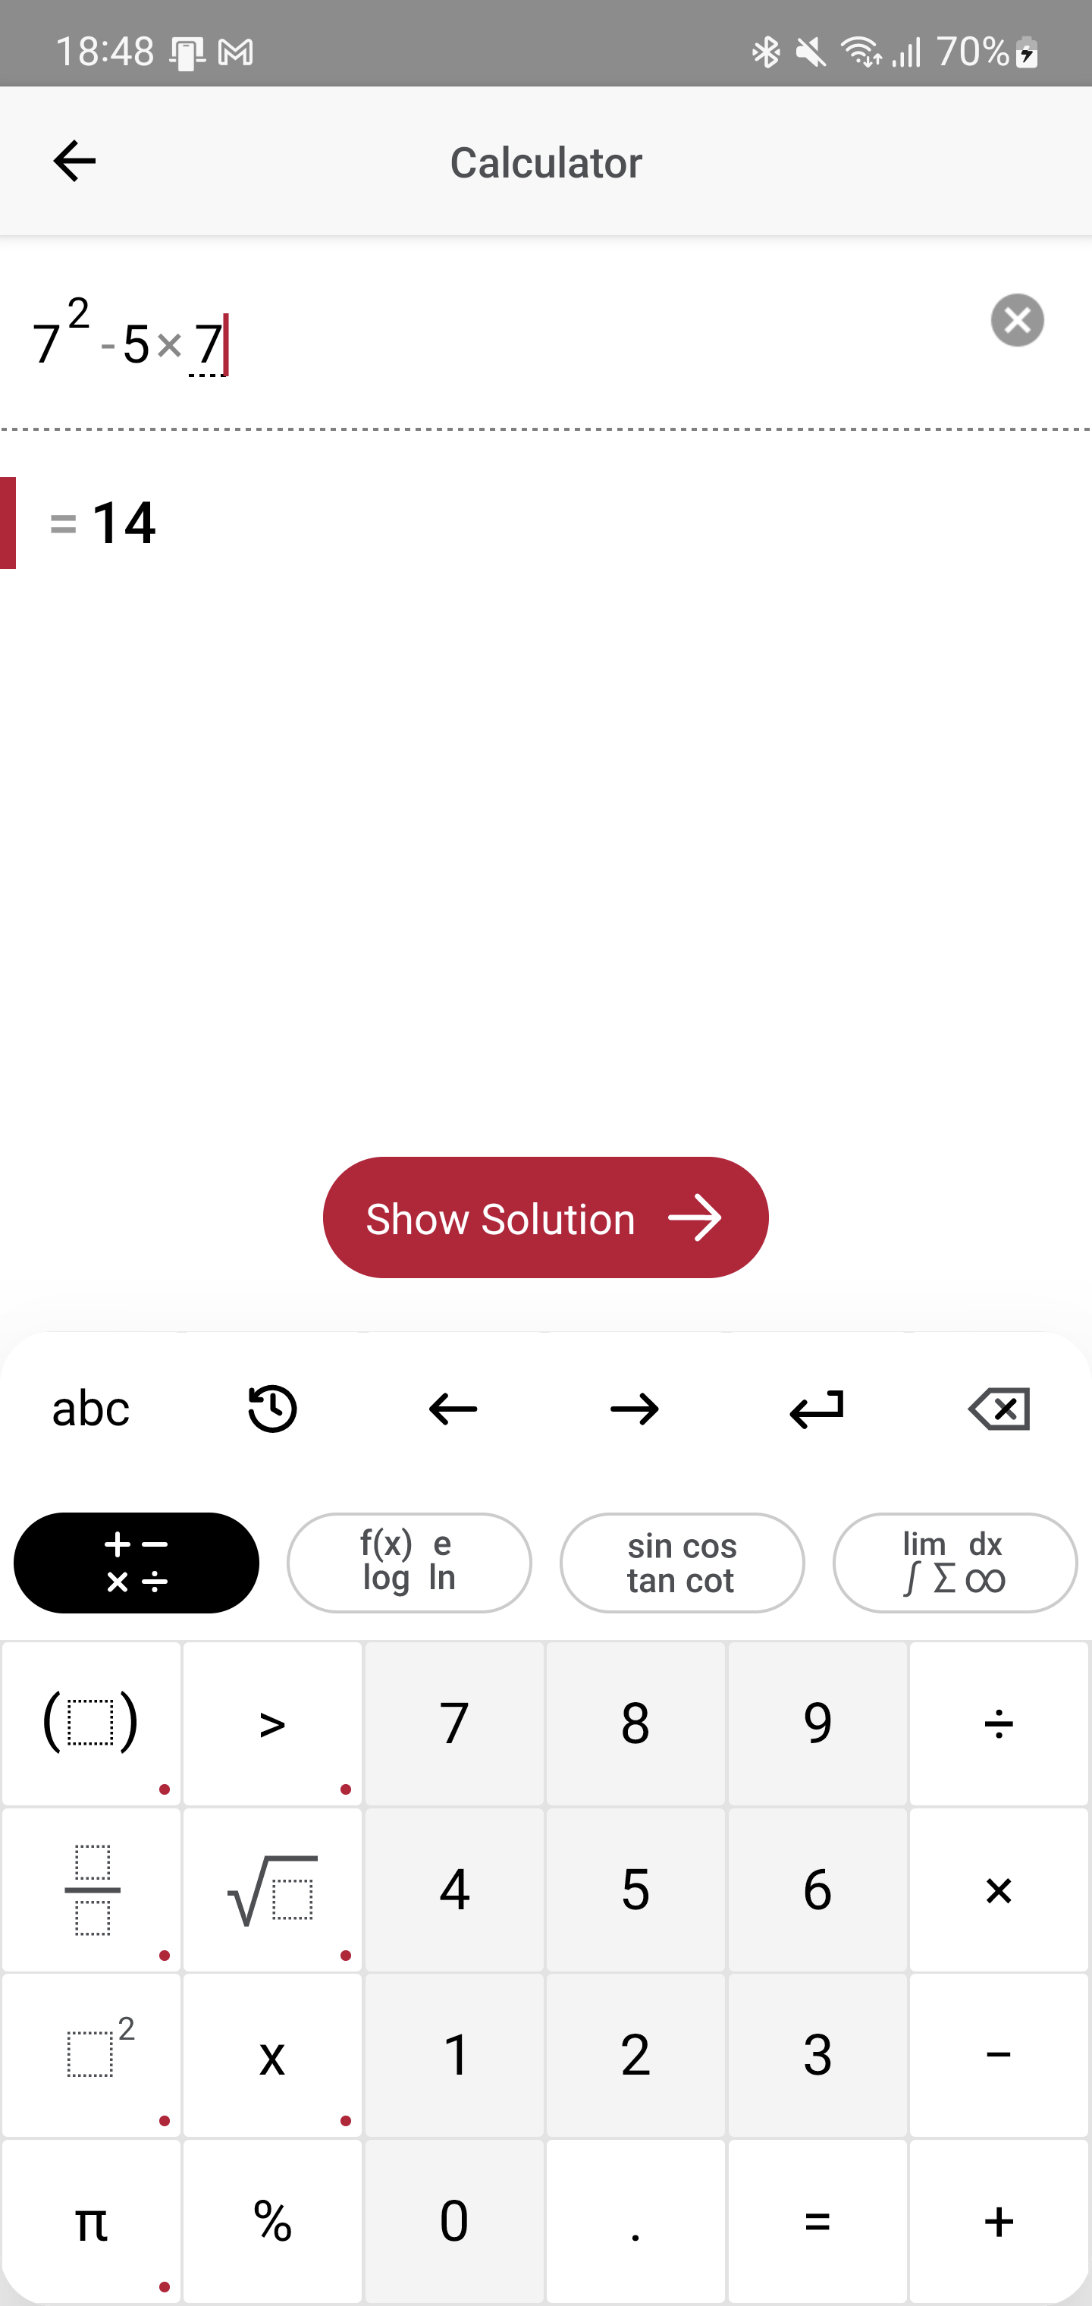 18:48 70%
Calculator
7² - 5 × 7
= 14
Show Solution →
abc ← →
+ − f(x) e sin cos lim dx
× ÷ log ln tan cot ∫ Σ ∞
(□) > 7 8 9 ÷
□/□ √□ 4 5 6 ×
□² x 1 2 3 −
π % 0 . = +